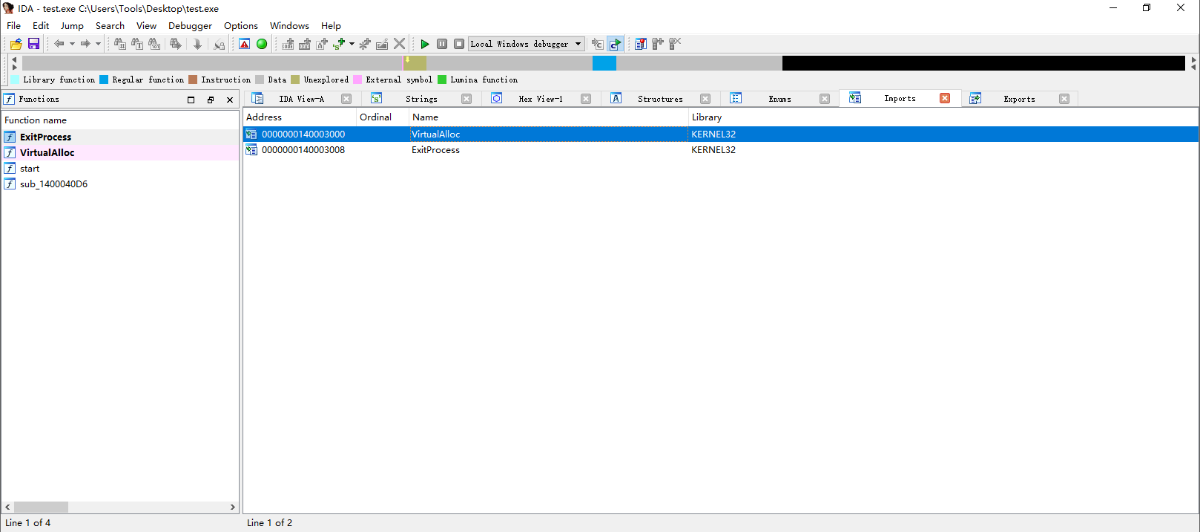 IDA - test.exe C:\Users\Tools\Desktop\test.exe
File Edit Jump Search View Debugger Options Windows Help
Local Windows debugger
Library function Regular function Instruction Data Unexplored External symbol Lumina function
Functions
IDA View-A Strings Hex View-1 Structures Enums Imports Exports
Function name
Address Ordinal Name Library
ExitProcess
VirtualAlloc
start
sub_1400040D6
0000000140003000 VirtualAlloc KERNEL32
0000000140003008 ExitProcess KERNEL32
Line 1 of 4
Line 1 of 2